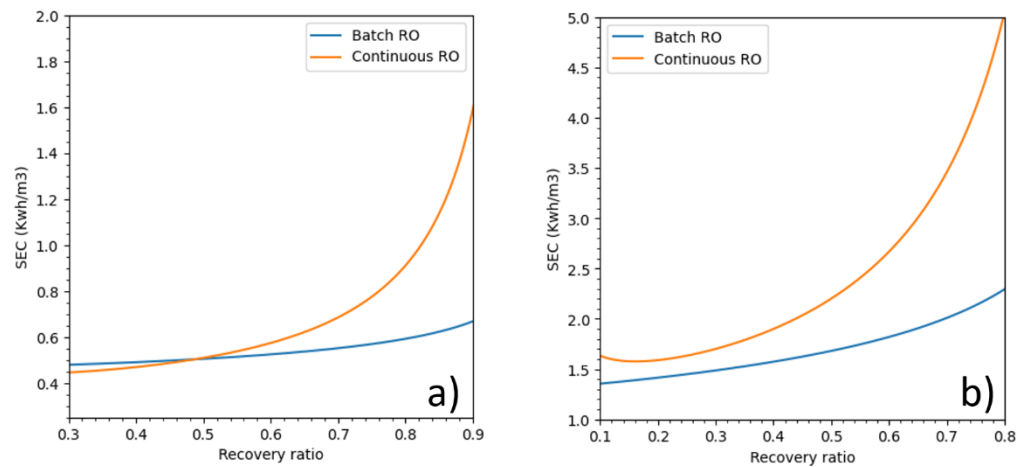 2.0
1.8
1.6
1.4
1.2
1.0
0.8
0.6
0.4
SEC (Kwh/m3)
Batch RO
Continuous RO
a)
0.3 0.4 0.5 0.6 0.7 0.8 0.9
Recovery ratio
5.0
4.5
4.0
3.5
3.0
2.5
2.0
1.5
1.0
SEC (Kwh/m3)
Batch RO
Continuous RO
b)
0.1 0.2 0.3 0.4 0.5 0.6 0.7 0.8
Recovery ratio